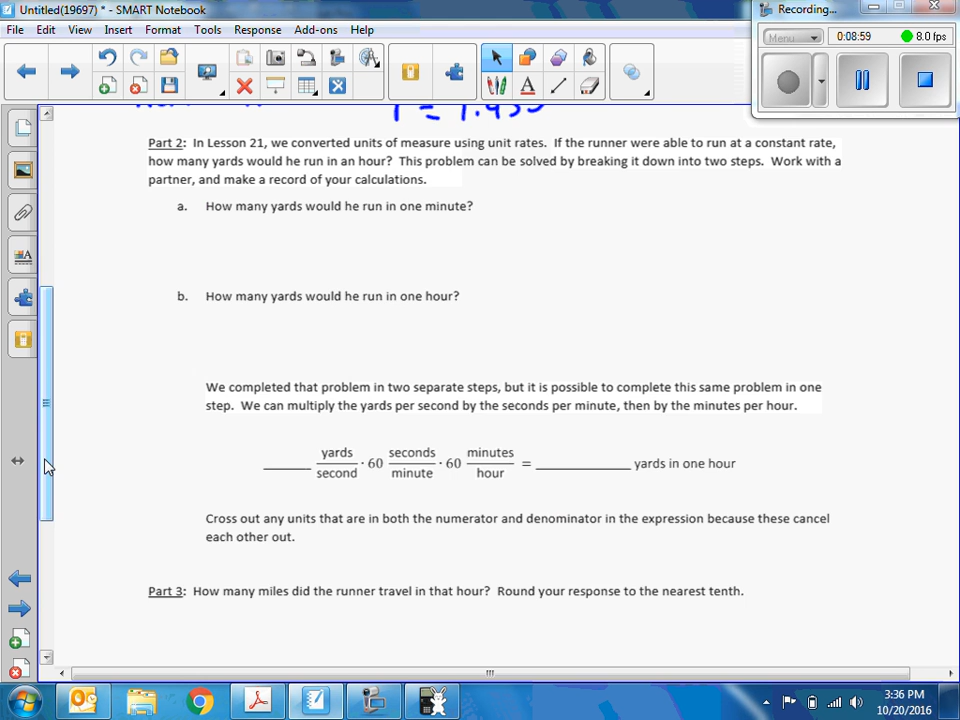 Untitled(19697) * - SMART Notebook
File Edit View Insert Format Tools Response Add-ons Help
Recording...
Menu 0:08:59 8.0 fps
Part 2: In Lesson 21, we converted units of measure using unit rates. If the runner were able to run at a constant rate,
how many yards would he run in an hour? This problem can be solved by breaking it down into two steps. Work with a
partner, and make a record of your calculations.
a. How many yards would he run in one minute?
b. How many yards would he run in one hour?
We completed that problem in two separate steps, but it is possible to complete this same problem in one
step. We can multiply the yards per second by the seconds per minute, then by the minutes per hour.
______ yards/second · 60 seconds/minute · 60 minutes/hour = ____________ yards in one hour
Cross out any units that are in both the numerator and denominator in the expression because these cancel
each other out.
Part 3: How many miles did the runner travel in that hour? Round your response to the nearest tenth.
3:36 PM
10/20/2016